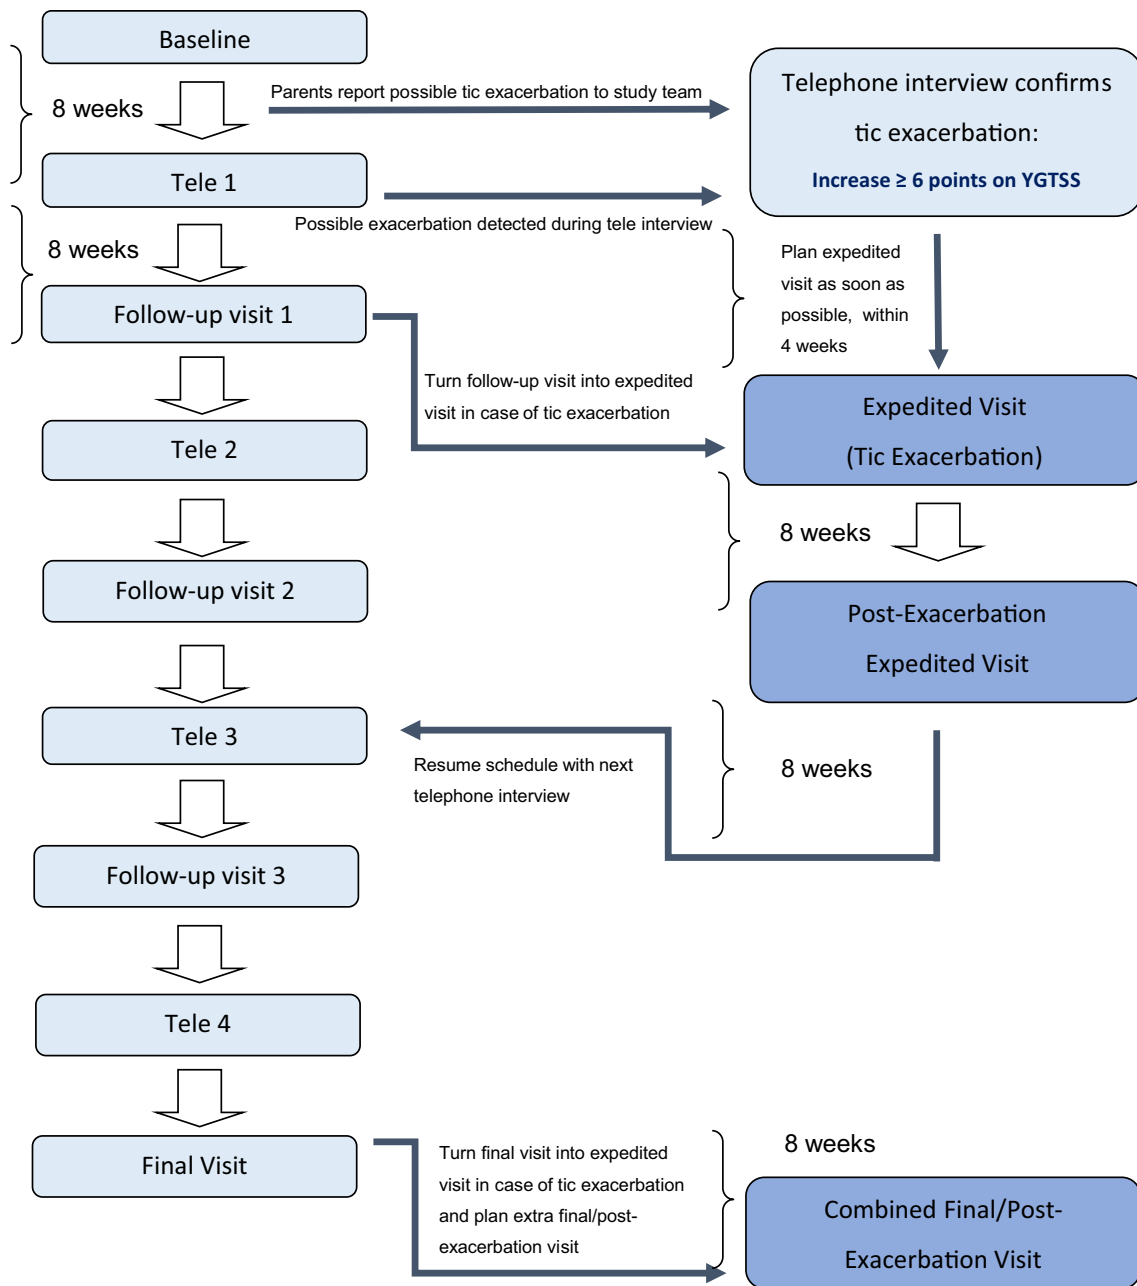 Baseline
8 weeks
Parents report possible tic exacerbation to study team
Telephone interview confirms
tic exacerbation:
Increase ≥ 6 points on YGTSS
Tele 1
Possible exacerbation detected during tele interview
8 weeks
Plan expedited
visit as soon as
possible, within
4 weeks
Follow-up visit 1
Turn follow-up visit into expedited
visit in case of tic exacerbation
Expedited Visit
(Tic Exacerbation)
Tele 2
8 weeks
Follow-up visit 2
Post-Exacerbation
Expedited Visit
Tele 3
Resume schedule with next
telephone interview
8 weeks
Follow-up visit 3
Tele 4
Final Visit
Turn final visit into expedited
visit in case of tic exacerbation
and plan extra final/post-
exacerbation visit
8 weeks
Combined Final/Post-
Exacerbation Visit